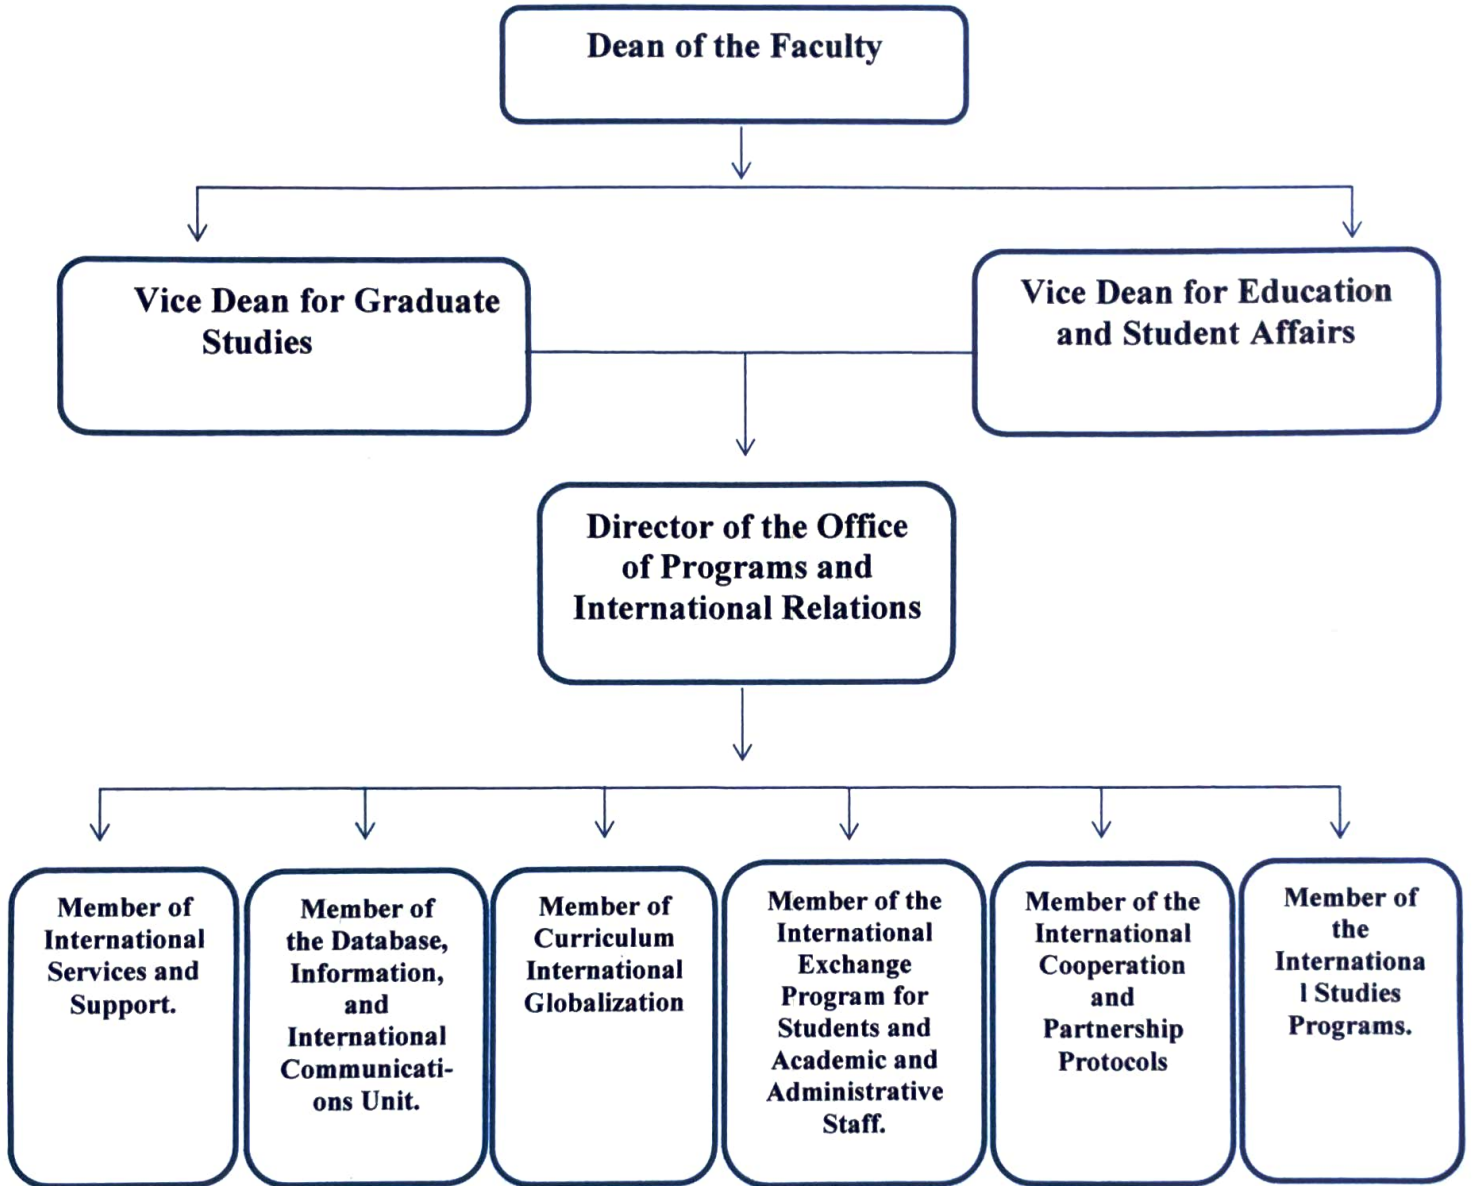 Dean of the Faculty
Vice Dean for Graduate
Studies
Vice Dean for Education
and Student Affairs
Director of the Office
of Programs and
International Relations
Member of
International
Services and
Support.
Member of
the Database,
Information,
and
International
Communicati-
ons Unit.
Member of
Curriculum
International
Globalization
Member of the
International
Exchange
Program for
Students and
Academic and
Administrative
Staff.
Member of the
International
Cooperation
and
Partnership
Protocols
Member of
the
Internationa
l Studies
Programs.